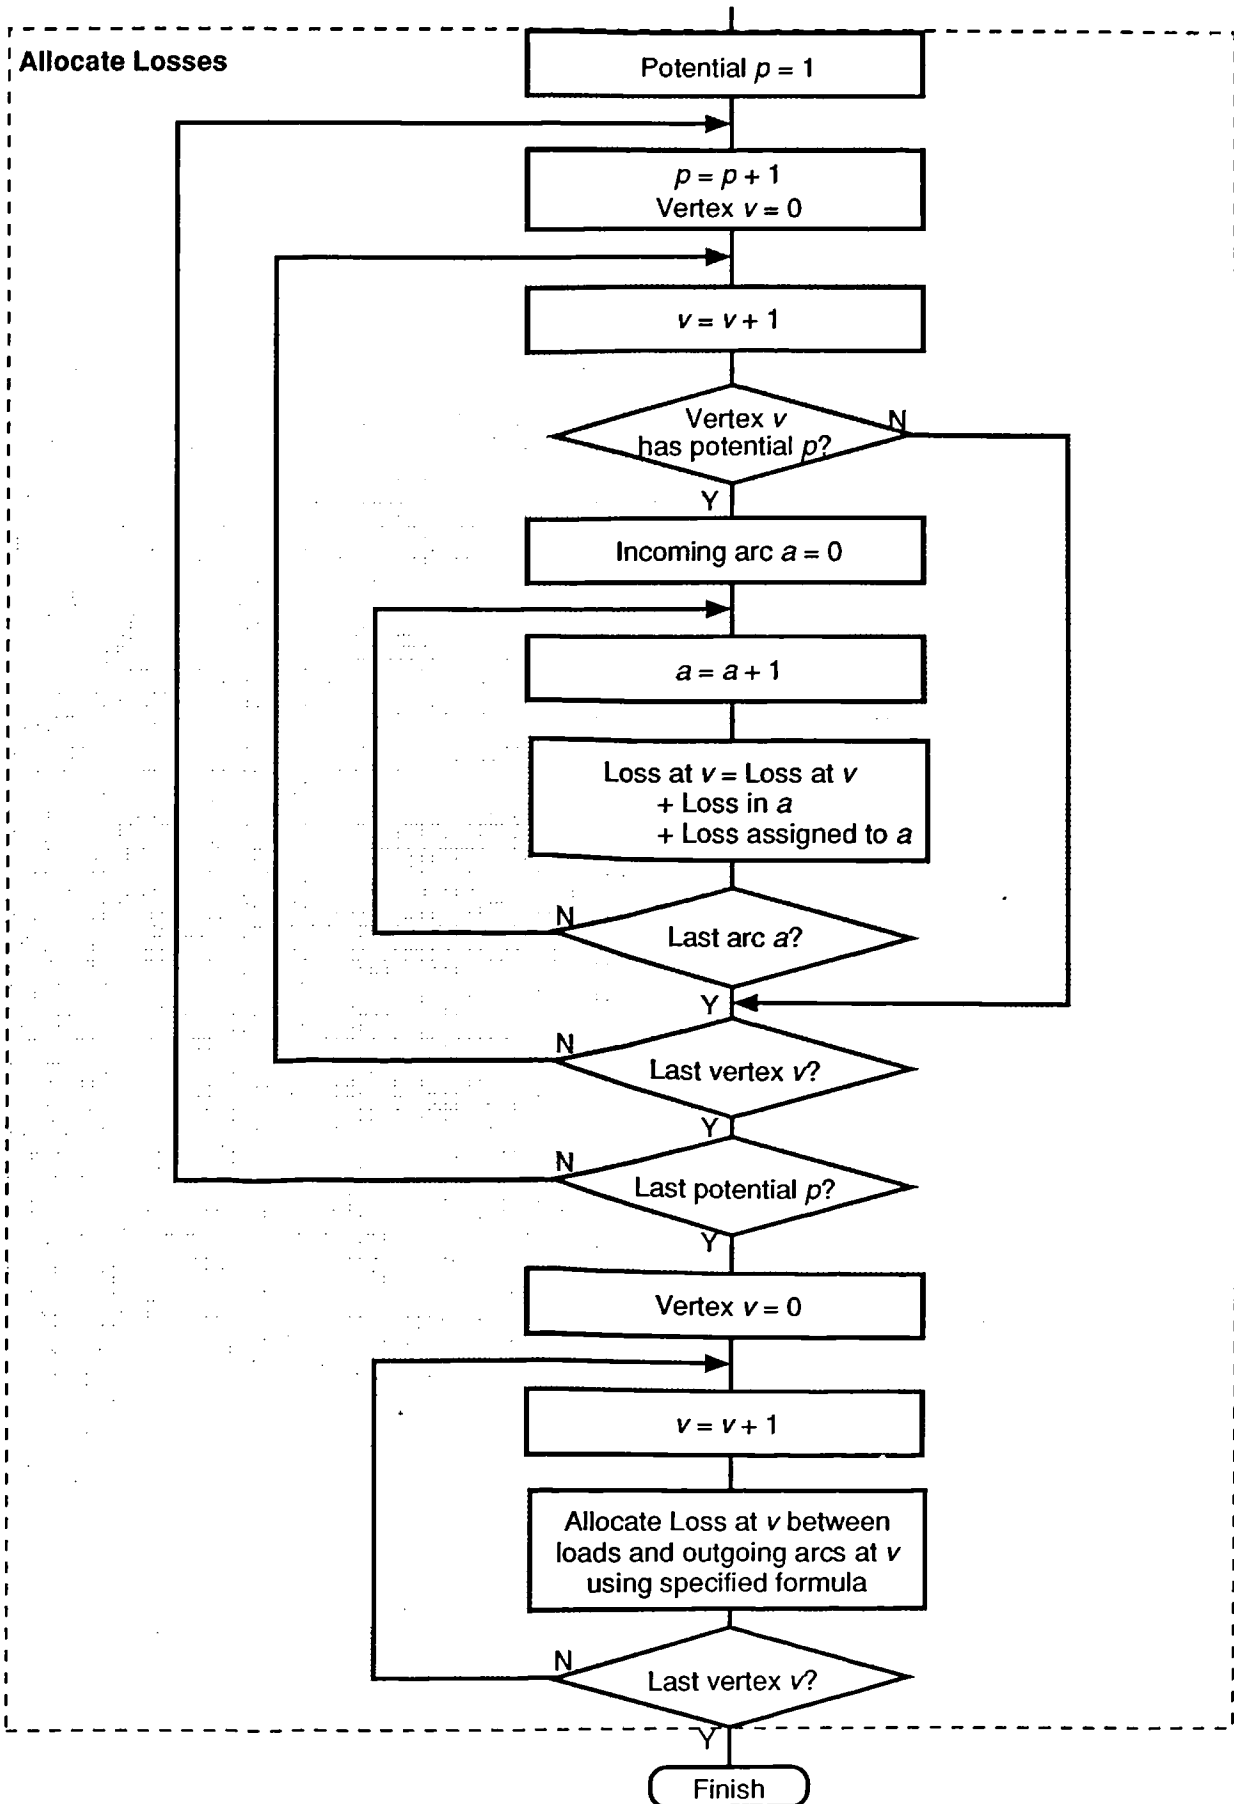 Allocate Losses
Potential p = 1
p = p + 1
Vertex v = 0
v = v + 1
Vertex v
has potential p?
N
Y
Incoming arc a = 0
a = a + 1
Loss at v = Loss at v
+ Loss in a
+ Loss assigned to a
N
Last arc a?
Y
N
Last vertex v?
Y
N
Last potential p?
Y
Vertex v = 0
v = v + 1
Allocate Loss at v between
loads and outgoing arcs at v
using specified formula
N
Last vertex v?
Y
Finish